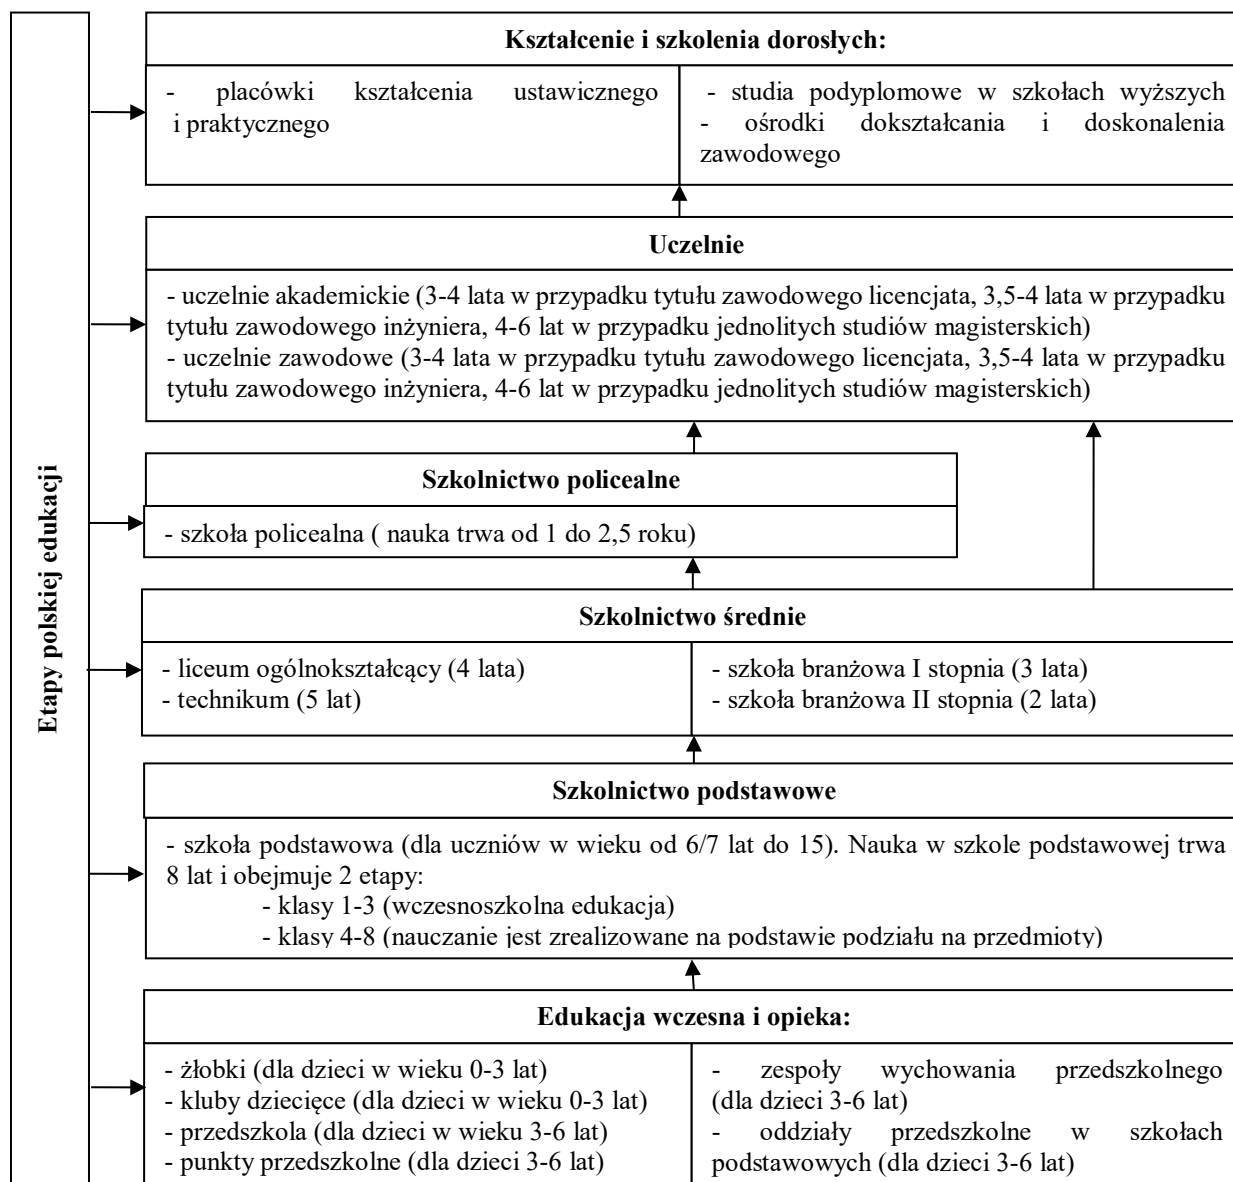 Etapy polskiej edukacji
Kształcenie i szkolenia dorosłych:
- placówki kształcenia ustawicznego
i praktycznego
- studia podyplomowe w szkołach wyższych
- ośrodki dokształcania i doskonalenia
zawodowego
Uczelnie
- uczelnie akademickie (3-4 lata w przypadku tytułu zawodowego licencjata, 3,5-4 lata w przypadku
tytułu zawodowego inżyniera, 4-6 lat w przypadku jednolitych studiów magisterskich)
- uczelnie zawodowe (3-4 lata w przypadku tytułu zawodowego licencjata, 3,5-4 lata w przypadku
tytułu zawodowego inżyniera, 4-6 lat w przypadku jednolitych studiów magisterskich)
Szkolnictwo policealne
- szkoła policealna ( nauka trwa od 1 do 2,5 roku)
Szkolnictwo średnie
- liceum ogólnokształcący (4 lata)
- technikum (5 lat)
- szkoła branżowa I stopnia (3 lata)
- szkoła branżowa II stopnia (2 lata)
Szkolnictwo podstawowe
- szkoła podstawowa (dla uczniów w wieku od 6/7 lat do 15). Nauka w szkole podstawowej trwa
8 lat i obejmuje 2 etapy:
- klasy 1-3 (wczesnoszkolna edukacja)
- klasy 4-8 (nauczanie jest zrealizowane na podstawie podziału na przedmioty)
Edukacja wczesna i opieka:
- żłobki (dla dzieci w wieku 0-3 lat)
- kluby dziecięce (dla dzieci w wieku 0-3 lat)
- przedszkola (dla dzieci w wieku 3-6 lat)
- punkty przedszkolne (dla dzieci 3-6 lat)
- zespoły wychowania przedszkolnego
(dla dzieci 3-6 lat)
- oddziały przedszkolne w szkołach
podstawowych (dla dzieci 3-6 lat)